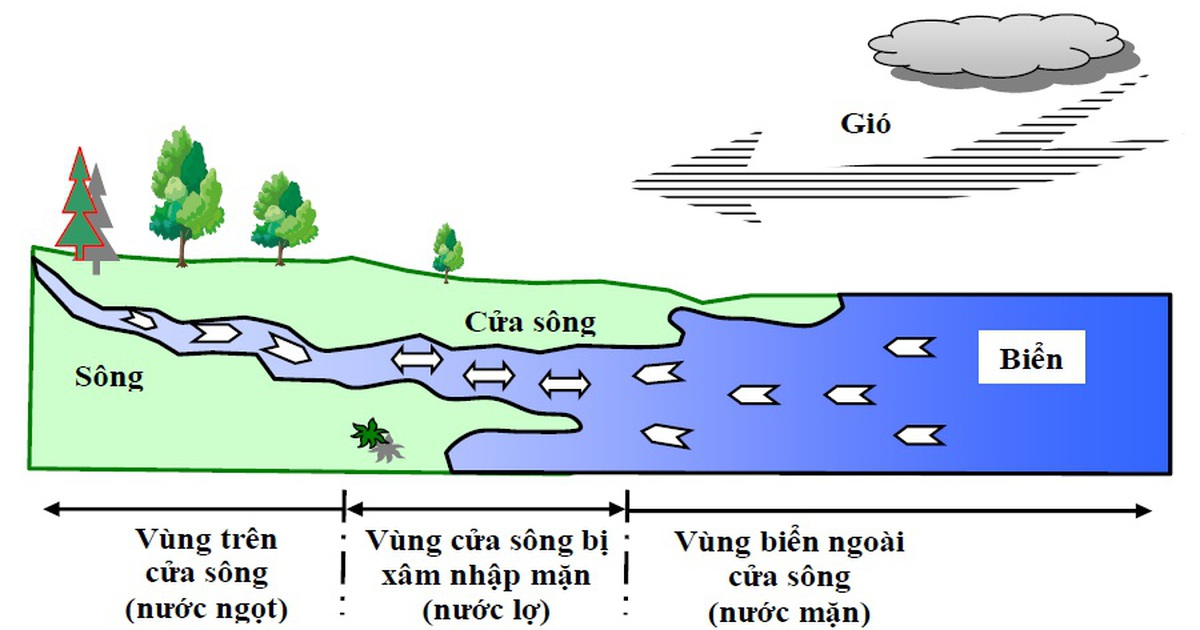 Gió
Cửa sông
Sông
Biển
Vùng trên
cửa sông
(nước ngọt)
Vùng cửa sông bị
xâm nhập mặn
(nước lợ)
Vùng biển ngoài
cửa sông
(nước mặn)